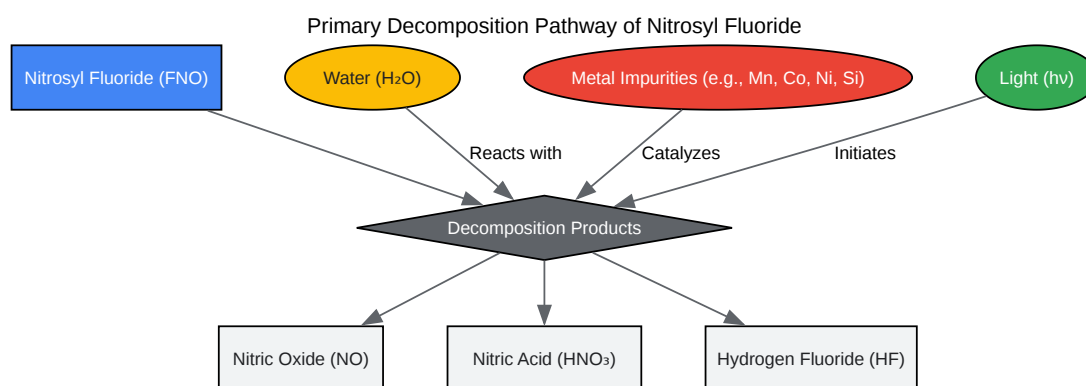 Primary Decomposition Pathway of Nitrosyl Fluoride
Nitrosyl Fluoride (FNO)
Water (H₂O)
Metal Impurities (e.g., Mn, Co, Ni, Si)
Light (hν)
Reacts with
Catalyzes
Initiates
Decomposition Products
Nitric Oxide (NO)
Nitric Acid (HNO₃)
Hydrogen Fluoride (HF)